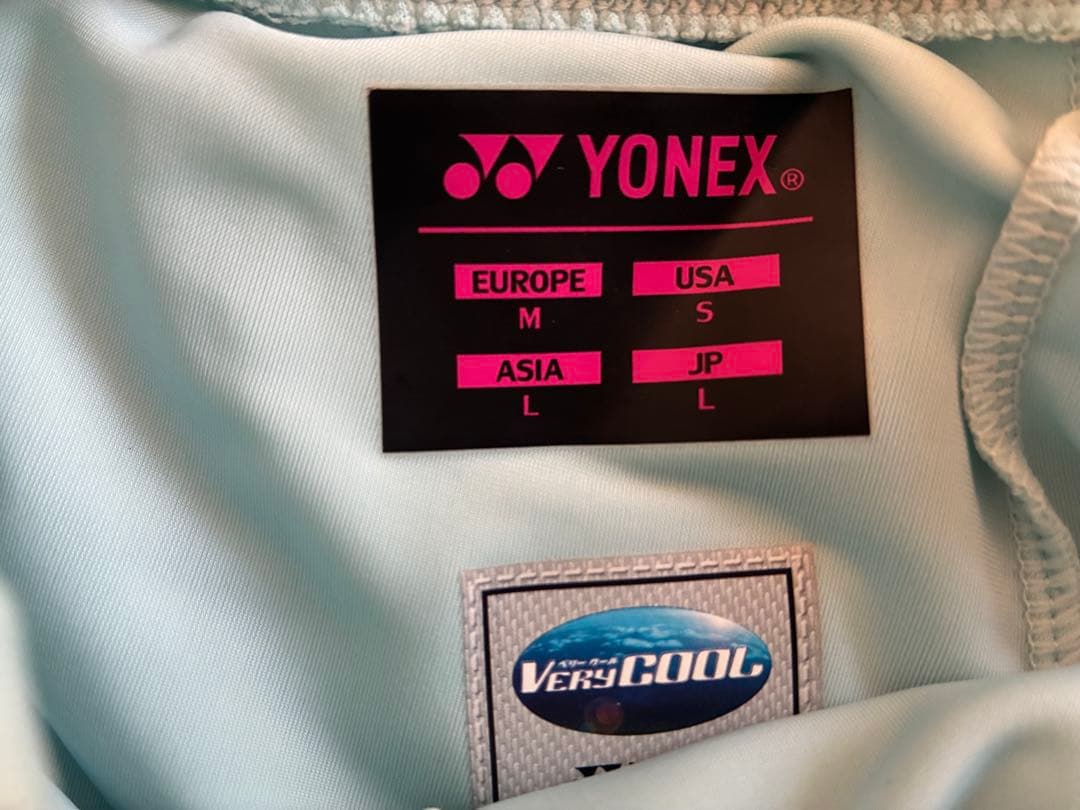 YONEX®
EUROPE USA
M S
ASIA JP
L L
ベリー クール
VERYCOOL